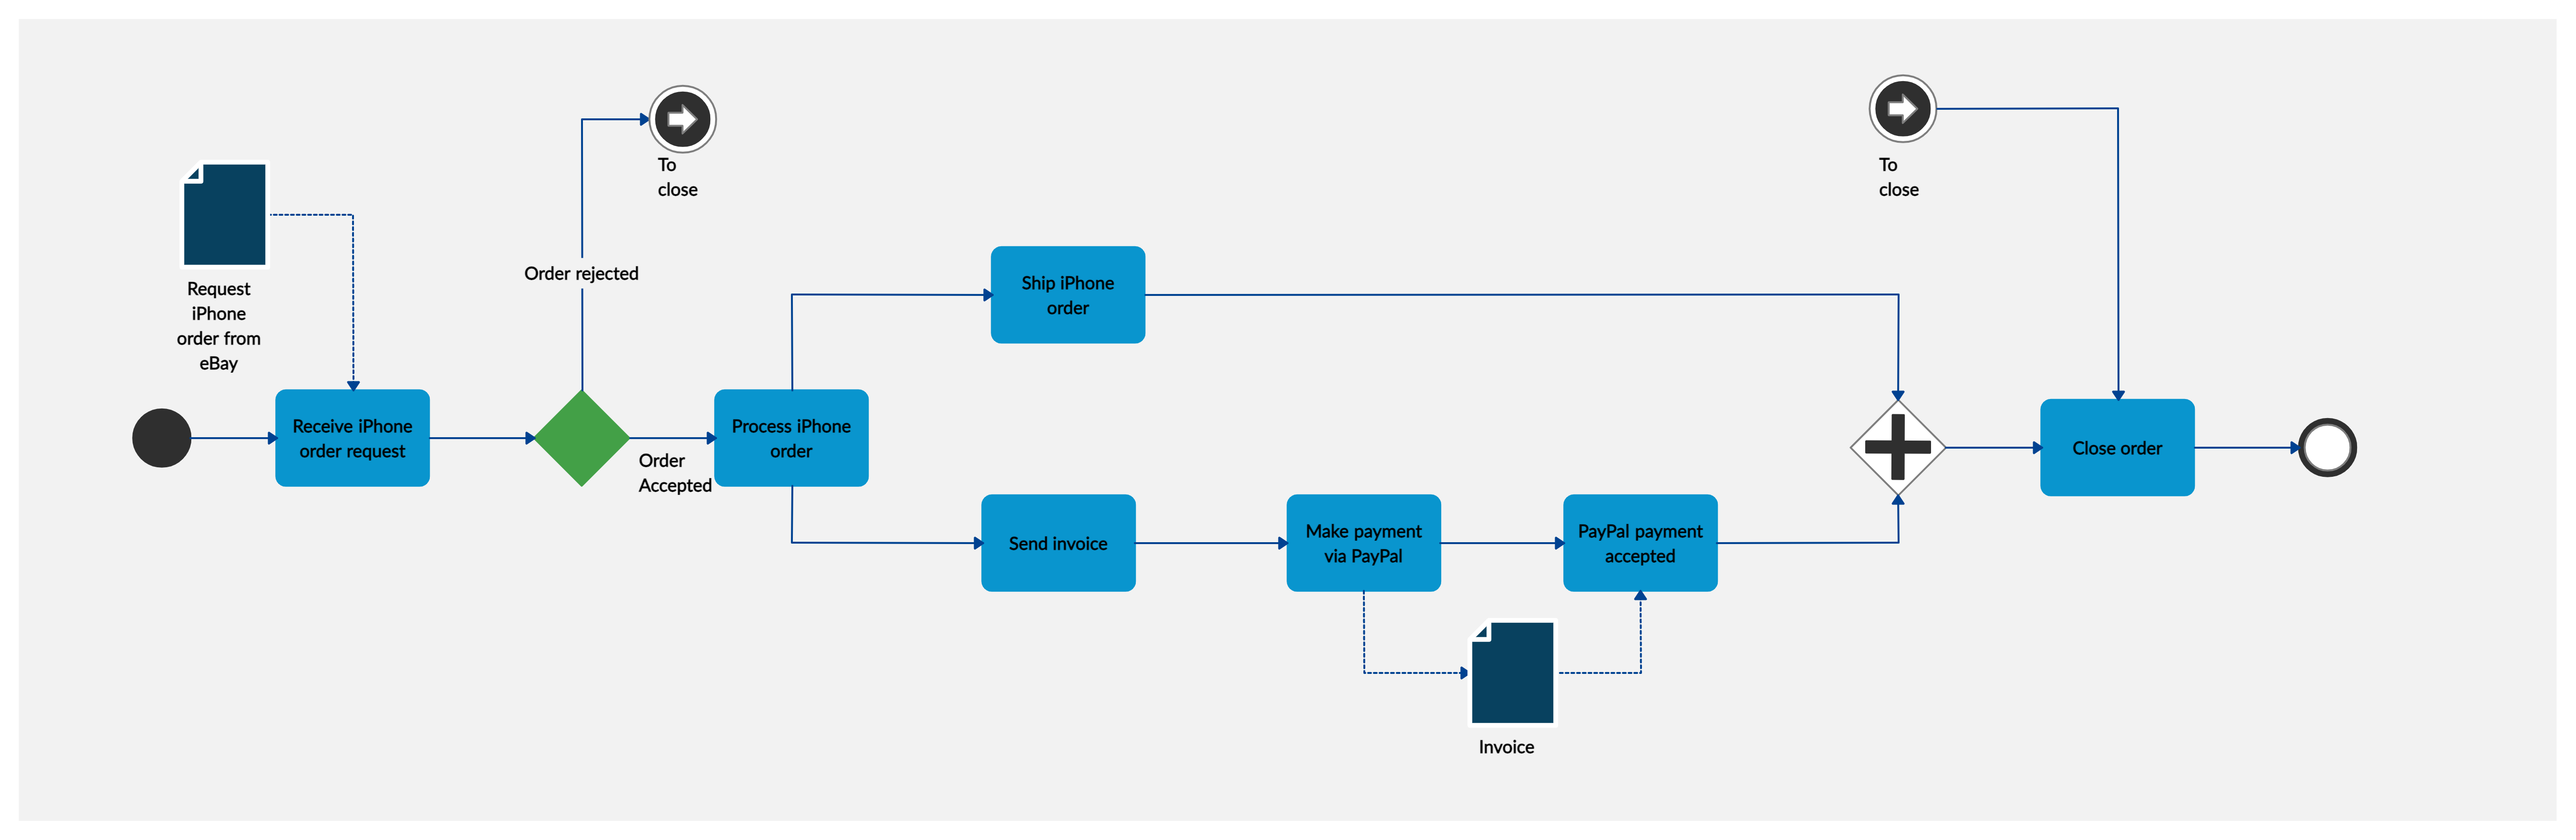 Request
iPhone
order from
eBay
Receive iPhone
order request
Order rejected
To
close
Order
Accepted
Process iPhone
order
Ship iPhone
order
Send invoice
Make payment
via PayPal
PayPal payment
accepted
Invoice
To
close
Close order